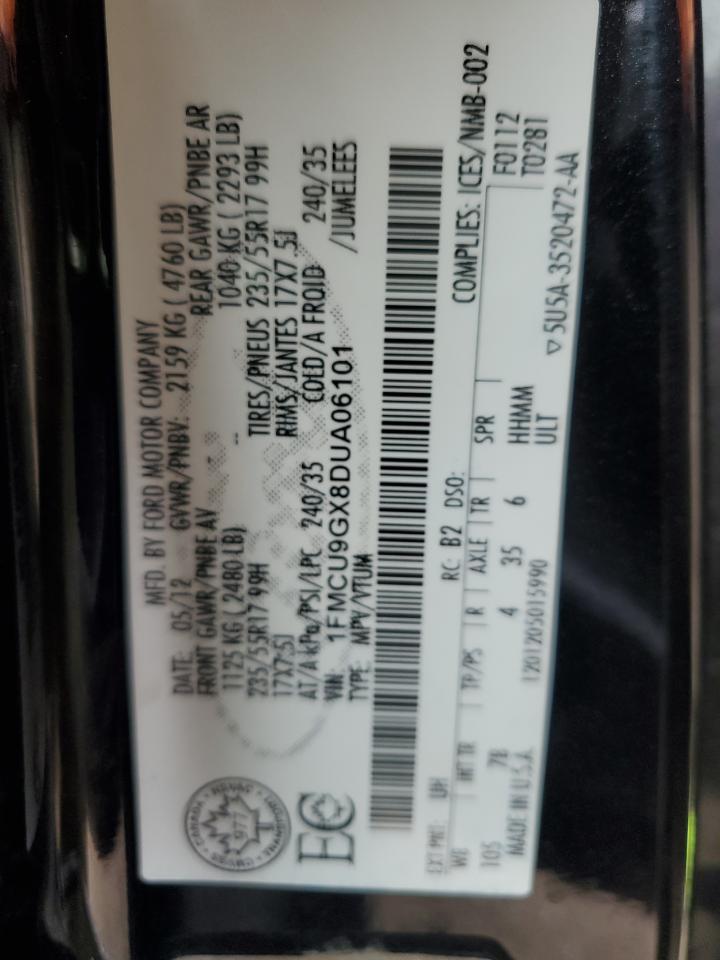 MFD. BY FORD MOTOR COMPANY
DATE: 05/12 GVWR/PNBV: 2159 KG ( 4760 LB)
FRONT GAWR/PNBE AV REAR GAWR/PNBE AR
1125 KG (2480 LB) -- 1040 KG ( 2293 LB)
235/55R17 99H TIRES/PNEUS 235/55R17 99H
17X7.5J RIMS/JANTES 17X7.5J
AT/A kPa/PSI/LPC 240/35 COLD/A FROID 240/35
VIN: 1FMCU9GX8DUA06101 /JUMELEES
TYPE: MPV/VTUM
CANADA
977
EC
COMPLIES: ICES/NMB-002
EXT PNT: UH RC: B2 DSO:
WB INT TR TP/PS R AXLE TR SPR F0112
105 7B 4 35 6 HHMM T0281
MADE IN U.S.A. ULT
1201205015990 ▽5U5A-3520472-AA